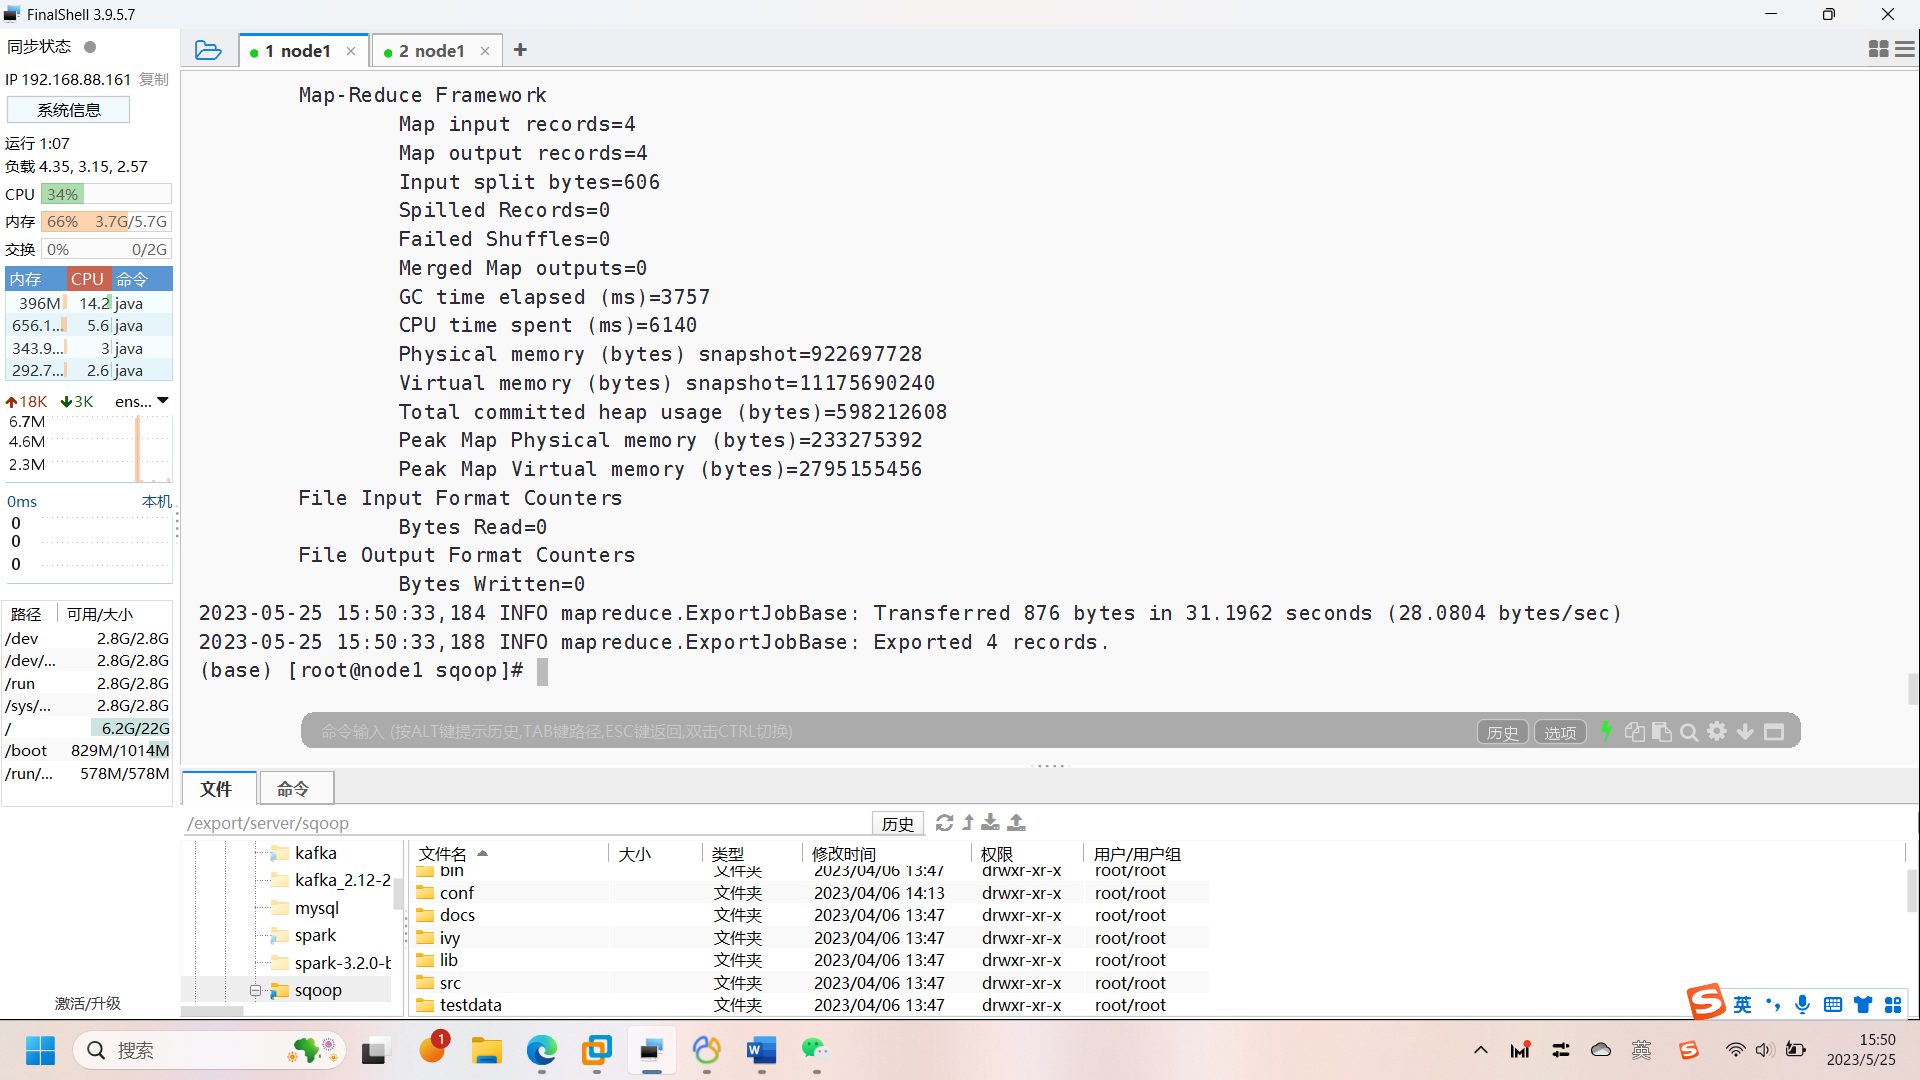 FinalShell 3.9.5.7
同步状态
IP 192.168.88.161 复制
系统信息
运行 1:07
负载 4.35, 3.15, 2.57
CPU 34%
内存 66% 3.7G/5.7G
交换 0% 0/2G
内存 CPU 命令
396M 14.2 java
656.1... 5.6 java
343.9... 3 java
292.7... 2.6 java
18K 3K ens...
6.7M
4.6M
2.3M
0ms 本机
0
0
0
路径 可用/大小
/dev 2.8G/2.8G
/dev/... 2.8G/2.8G
/run 2.8G/2.8G
/sys/... 2.8G/2.8G
/ 6.2G/22G
/boot 829M/1014M
/run/... 578M/578M
激活/升级
1 node1
2 node1
Map-Reduce Framework
Map input records=4
Map output records=4
Input split bytes=606
Spilled Records=0
Failed Shuffles=0
Merged Map outputs=0
GC time elapsed (ms)=3757
CPU time spent (ms)=6140
Physical memory (bytes) snapshot=922697728
Virtual memory (bytes) snapshot=11175690240
Total committed heap usage (bytes)=598212608
Peak Map Physical memory (bytes)=233275392
Peak Map Virtual memory (bytes)=2795155456
File Input Format Counters
Bytes Read=0
File Output Format Counters
Bytes Written=0
2023-05-25 15:50:33,184 INFO mapreduce.ExportJobBase: Transferred 876 bytes in 31.1962 seconds (28.0804 bytes/sec)
2023-05-25 15:50:33,188 INFO mapreduce.ExportJobBase: Exported 4 records.
(base) [root@node1 sqoop]#
命令输入 (按ALT键提示历史,TAB键路径,ESC键返回,双击CTRL切换)
历史 选项
文件 命令
/export/server/sqoop
历史
kafka
kafka_2.12-2
mysql
spark
spark-3.2.0-b
sqoop
文件名 大小 类型 修改时间 权限 用户/用户组
bin 文件夹 2023/04/06 13:47 drwxr-xr-x root/root
conf 文件夹 2023/04/06 14:13 drwxr-xr-x root/root
docs 文件夹 2023/04/06 13:47 drwxr-xr-x root/root
ivy 文件夹 2023/04/06 13:47 drwxr-xr-x root/root
lib 文件夹 2023/04/06 13:47 drwxr-xr-x root/root
src 文件夹 2023/04/06 13:47 drwxr-xr-x root/root
testdata 文件夹 2023/04/06 13:47 drwxr-xr-x root/root
英
搜索
1
英
15:50
2023/5/25